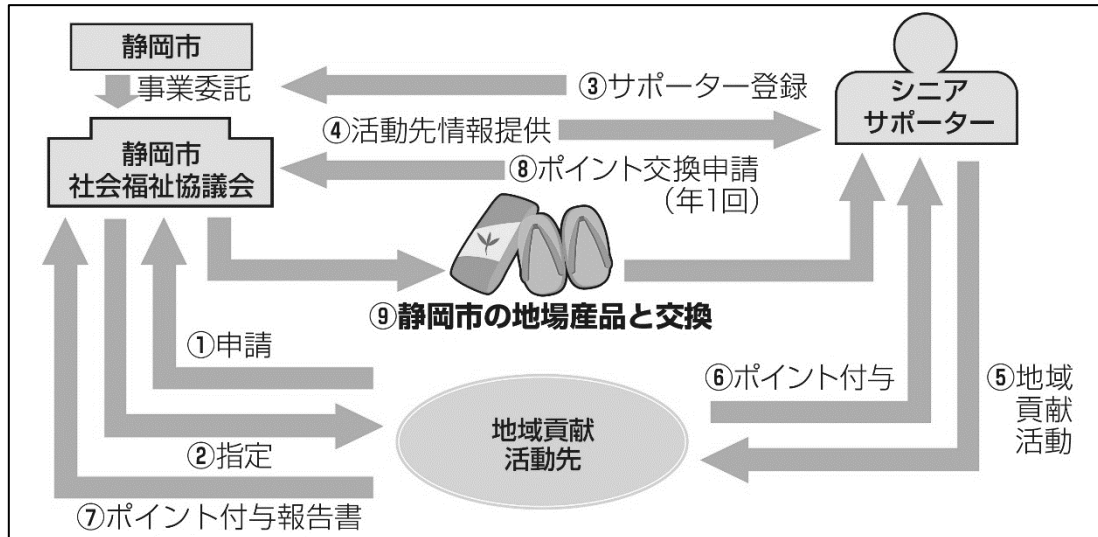 静岡市
事業委託
静岡市
社会福祉協議会
③サポーター登録
④活動先情報提供
⑧ポイント交換申請
（年1回）
シニア
サポーター
⑨静岡市の地場産品と交換
①申請
②指定
⑦ポイント付与報告書
地域貢献
活動先
⑥ポイント付与
⑤地域
貢献
活動